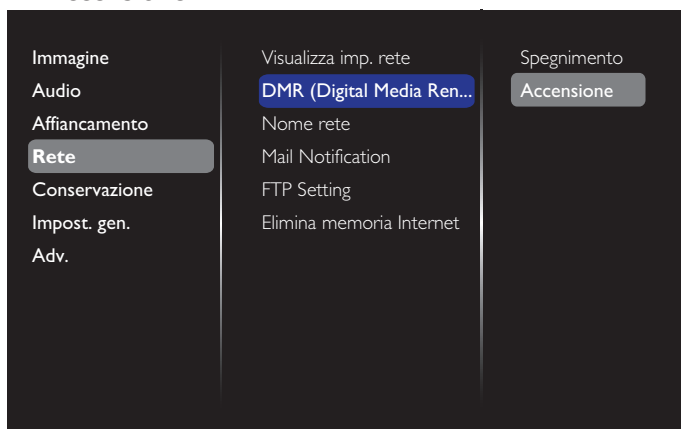 Immagine
Audio
Affiancamento
Rete
Conservazione
Impost. gen.
Adv.
Visualizza imp. rete
DMR (Digital Media Ren...
Nome rete
Mail Notification
FTP Setting
Elimina memoria Internet
Spegnimento
Accensione